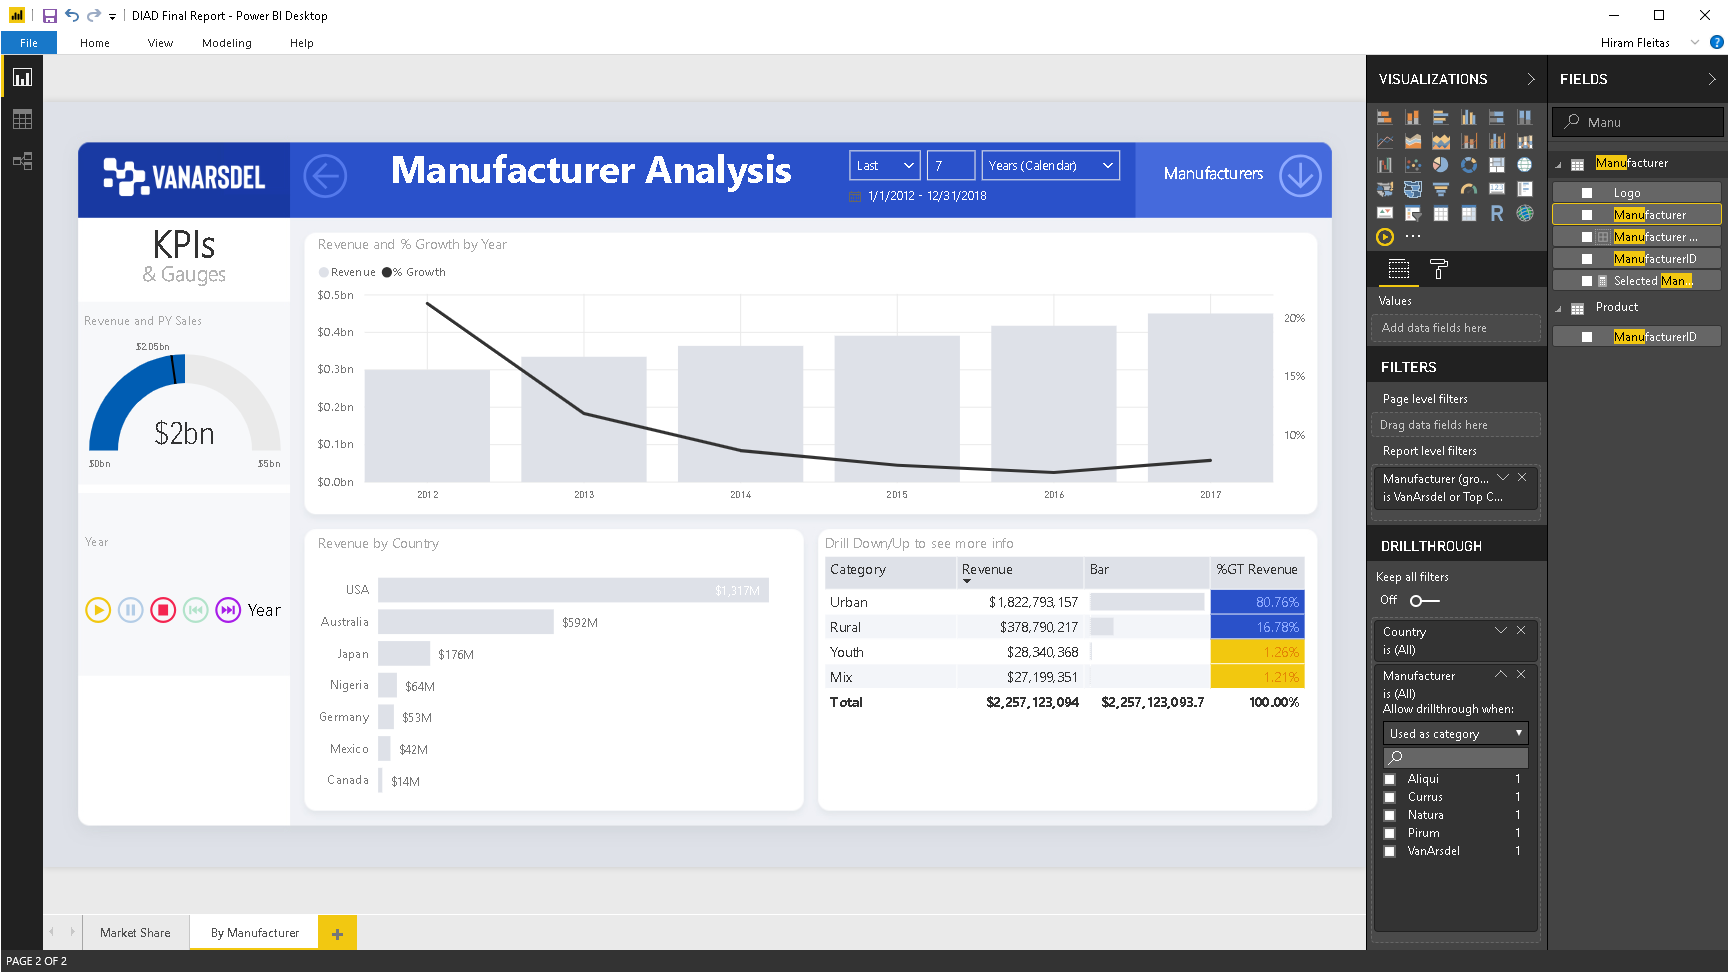 DIAD Final Report - Power BI Desktop
File Home View Modeling Help
Hiram Fleitas
VANARSDEL
Manufacturer Analysis
Last 7 Years (Calendar)
1/1/2012 - 12/31/2018
Manufacturers
KPIs
& Gauges
Revenue and PY Sales
$2.05bn
$2bn
$0bn $5bn
Year
Year
Revenue and % Growth by Year
Revenue % Growth
$0.5bn
$0.4bn
$0.3bn
$0.2bn
$0.1bn
$0.0bn
20%
15%
10%
2012 2013 2014 2015 2016 2017
Revenue by Country
USA $1,317M
Australia $592M
Japan $176M
Nigeria $64M
Germany $53M
Mexico $42M
Canada $14M
Drill Down/Up to see more info
Category Revenue Bar %GT Revenue
Urban $1,822,793,157 80.76%
Rural $378,790,217 16.78%
Youth $28,340,368 1.26%
Mix $27,199,351 1.21%
Total $2,257,123,094 $2,257,123,093.7 100.00%
VISUALIZATIONS
R
Values
Add data fields here
FILTERS
Page level filters
Drag data fields here
Report level filters
Manufacturer (gro...
is VanArsdel or Top C...
DRILLTHROUGH
Keep all filters
Off
Country
is (All)
Manufacturer
is (All)
Allow drillthrough when:
Used as category
Aliqui 1
Currus 1
Natura 1
Pirum 1
VanArsdel 1
FIELDS
Manu
Manufacturer
Logo
Manufacturer
Manufacturer ...
ManufacturerID
Selected Man...
Product
ManufacturerID
Market Share
By Manufacturer
PAGE 2 OF 2